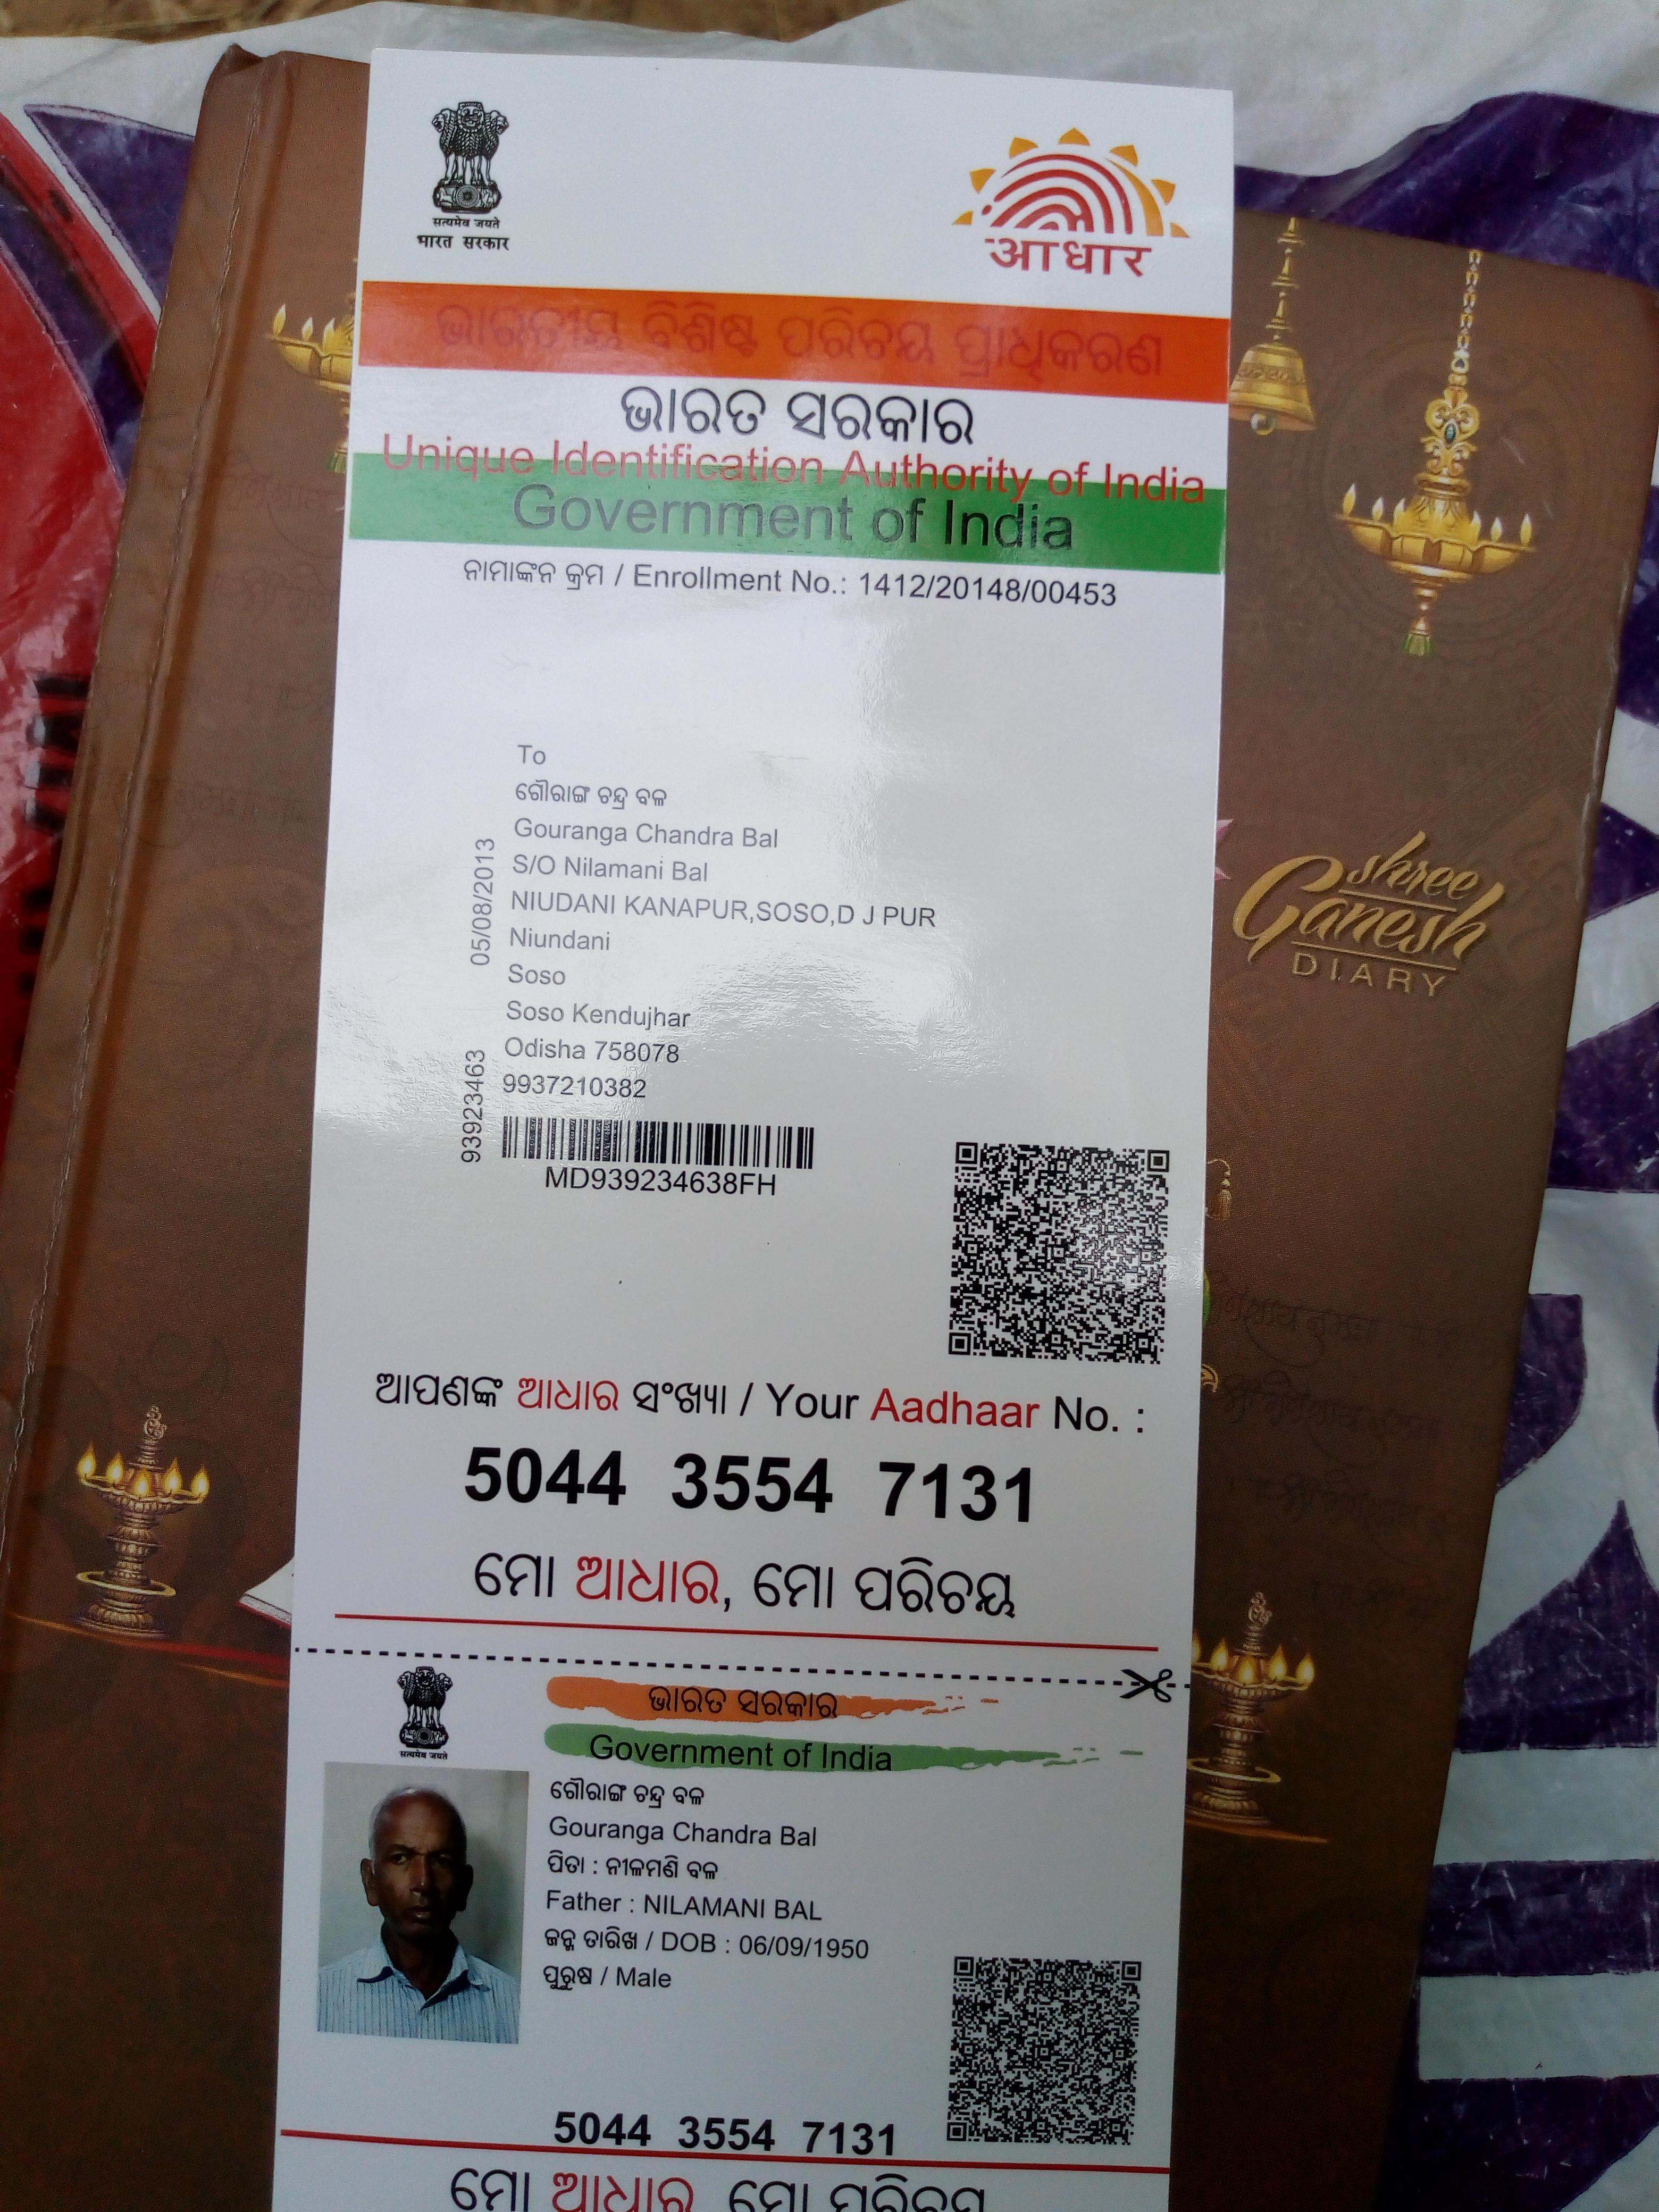 सत्यमेव जयते
भारत सरकार
आधार
ଭାରତୀୟ ବିଶିଷ୍ଟ ପରିଚୟ ପ୍ରାଧିକରଣ
ଭାରତ ସରକାର
Unique Identification Authority of India
Government of India
ନାମାଙ୍କନ କ୍ରମ / Enrollment No.: 1412/20148/00453
To
ଗୌରାଙ୍ଗ ଚନ୍ଦ୍ର ବଳ
Gouranga Chandra Bal
S/O Nilamani Bal
NIUDANI KANAPUR,SOSO,D J PUR
Niundani
Soso
Soso Kendujhar
Odisha 758078
9937210382
05/08/2013
93923463
MD939234638FH
shree
Ganesh
DIARY
ଆପଣଙ୍କ ଆଧାର ସଂଖ୍ୟା / Your Aadhaar No. :
5044 3554 7131
ମୋ ଆଧାର, ମୋ ପରିଚୟ
सत्यमेव जयते
ଭାରତ ସରକାର
Government of India
ଗୌରାଙ୍ଗ ଚନ୍ଦ୍ର ବଳ
Gouranga Chandra Bal
ପିତା : ନୀଳମଣି ବଳ
Father : NILAMANI BAL
ଜନ୍ମ ତାରିଖ / DOB : 06/09/1950
ପୁରୁଷ / Male
5044 3554 7131
ମୋ ଆଧାର, ମୋ ପରିଚୟ